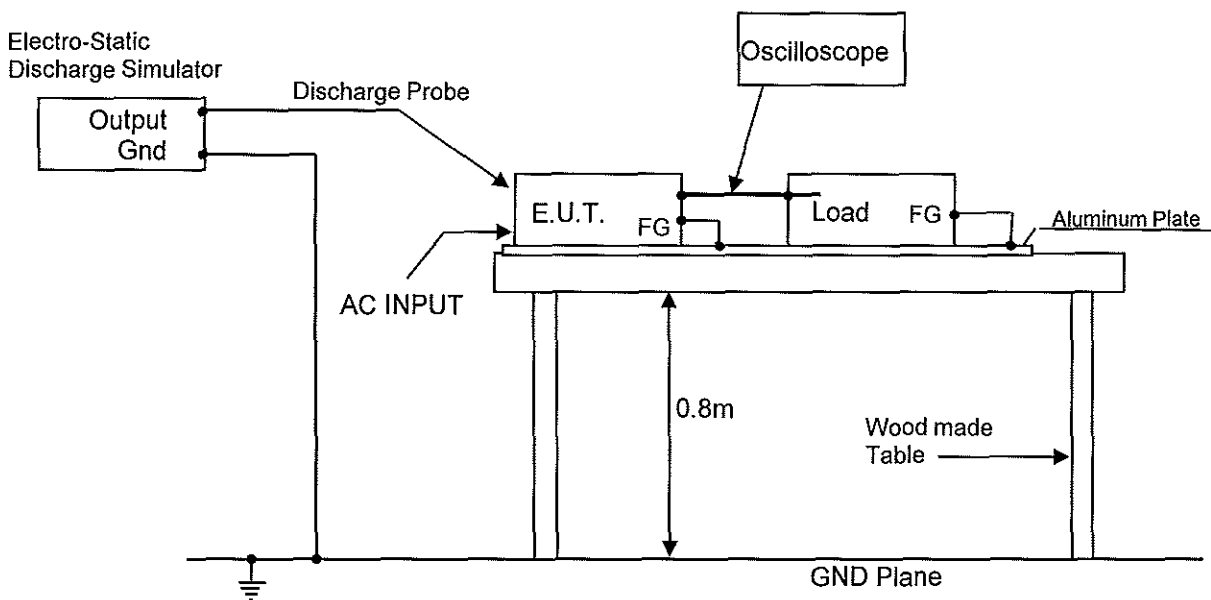 Electro-Static
Discharge Simulator
Output
Gnd
Discharge Probe
Oscilloscope
E.U.T.
FG
Load
FG
Aluminum Plate
AC INPUT
0.8m
Wood made
Table
GND Plane